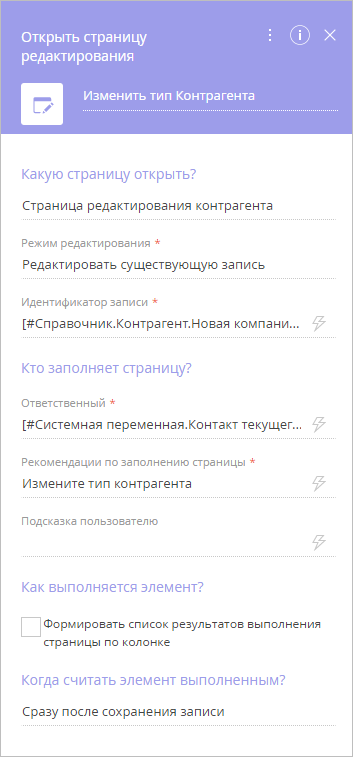 Открыть страницу
редактирования
Изменить тип Контрагента
Какую страницу открыть?
Страница редактирования контрагента
Режим редактирования *
Редактировать существующую запись
Идентификатор записи *
[#Справочник.Контрагент.Новая компани...
Кто заполняет страницу?
Ответственный *
[#Системная переменная.Контакт текущег...
Рекомендации по заполнению страницы *
Измените тип контрагента
Подсказка пользователю
Как выполняется элемент?
Формировать список результатов выполнения
страницы по колонке
Когда считать элемент выполненным?
Сразу после сохранения записи